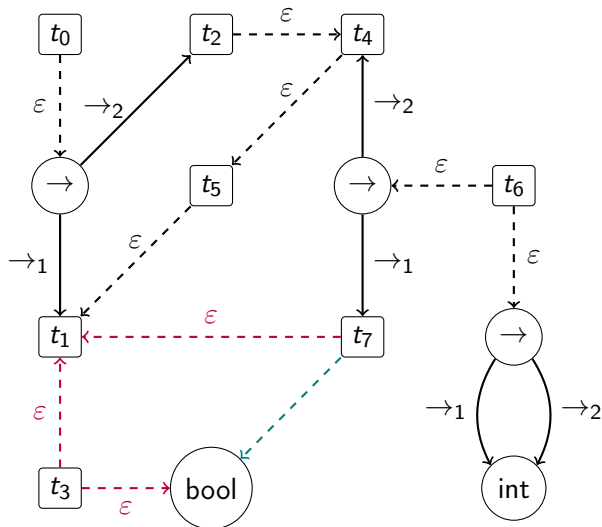 t₀ t₂ ε t₄
ε →₂ ε →₂
→ t₅ → ε t₆
→₁ ε →₁ ε
t₁ ε t₇ →
ε →₁ →₂
t₃ ε bool int